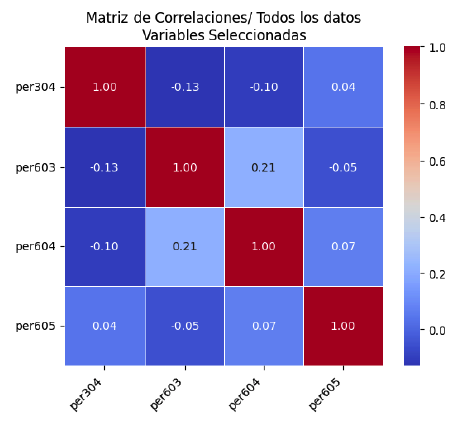 Matriz de Correlaciones/ Todos los datos
Variables Seleccionadas
per304 1.00 -0.13 -0.10 0.04
per603 -0.13 1.00 0.21 -0.05
per604 -0.10 0.21 1.00 0.07
per605 0.04 -0.05 0.07 1.00
per304 per603 per604 per605
1.0
0.8
0.6
0.4
0.2
0.0